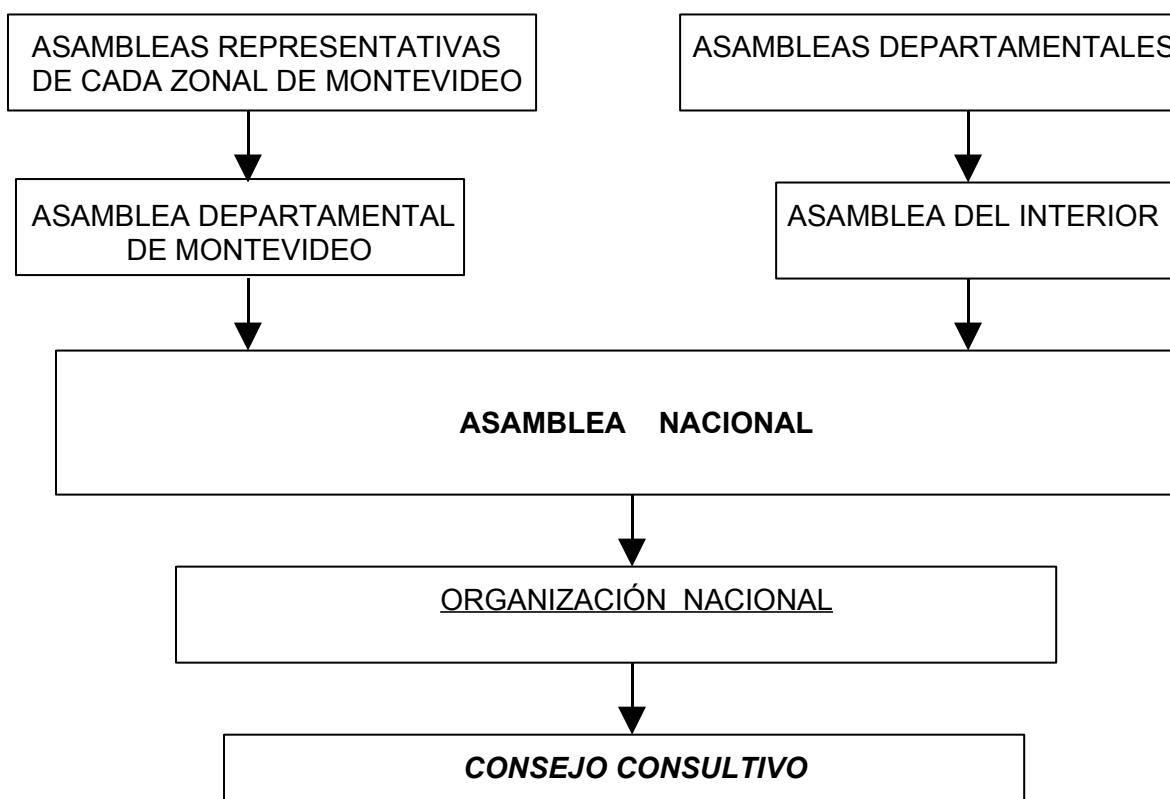 ASAMBLEAS REPRESENTATIVAS
DE CADA ZONAL DE MONTEVIDEO
ASAMBLEAS DEPARTAMENTALES
ASAMBLEA DEPARTAMENTAL
DE MONTEVIDEO
ASAMBLEA DEL INTERIOR
ASAMBLEA NACIONAL
ORGANIZACIÓN NACIONAL
CONSEJO CONSULTIVO